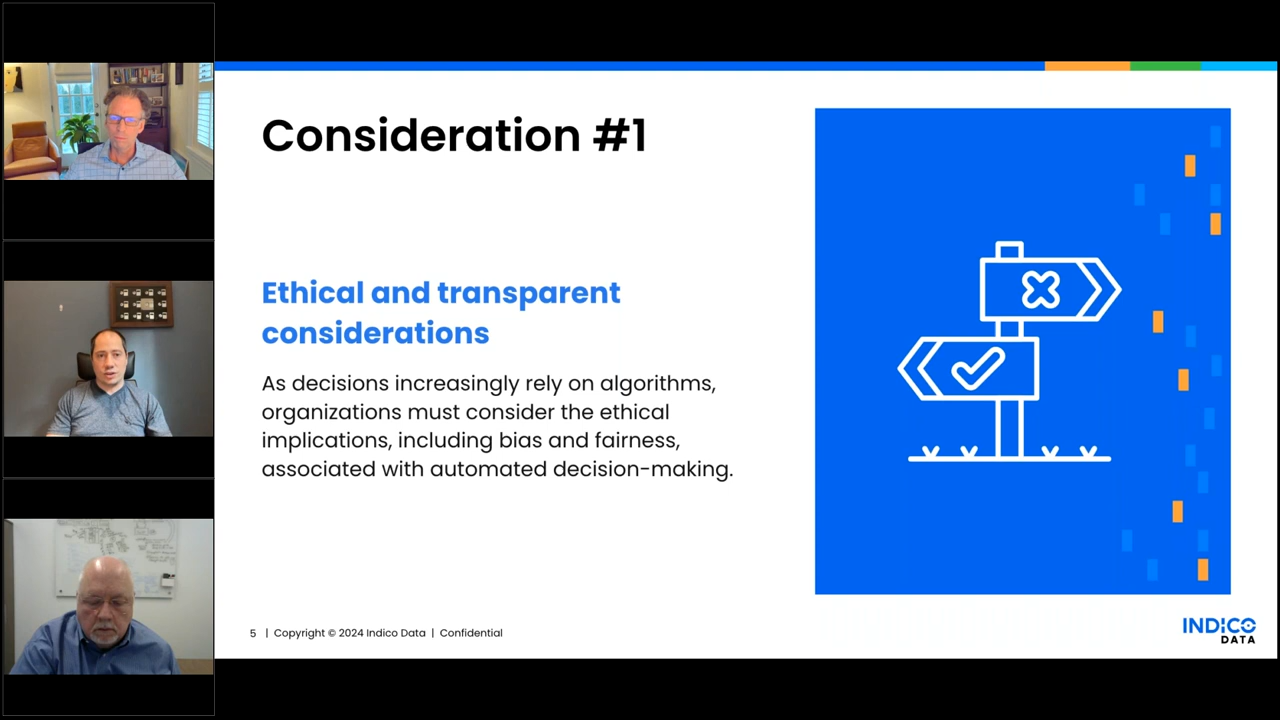 Consideration #1
Ethical and transparent
considerations
As decisions increasingly rely on algorithms,
organizations must consider the ethical
implications, including bias and fairness,
associated with automated decision-making.
5 | Copyright © 2024 Indico Data | Confidential
INDICO
DATA